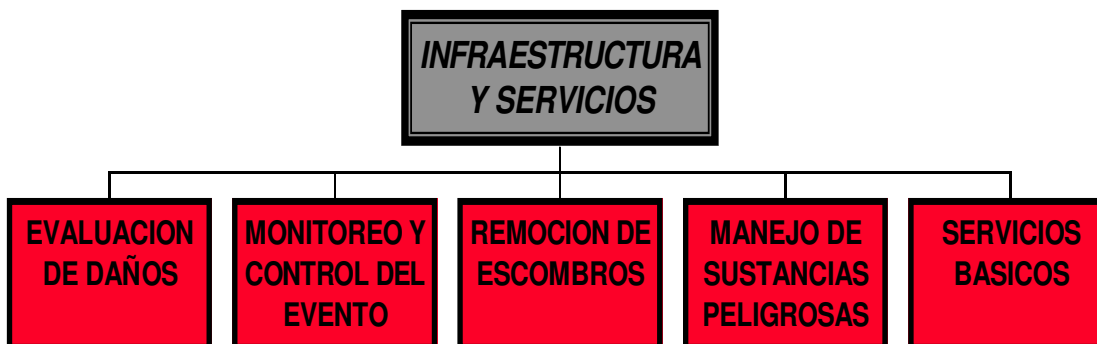 INFRAESTRUCTURA
Y SERVICIOS
EVALUACION
DE DAÑOS
MONITOREO Y
CONTROL DEL
EVENTO
REMOCION DE
ESCOMBROS
MANEJO DE
SUSTANCIAS
PELIGROSAS
SERVICIOS
BASICOS